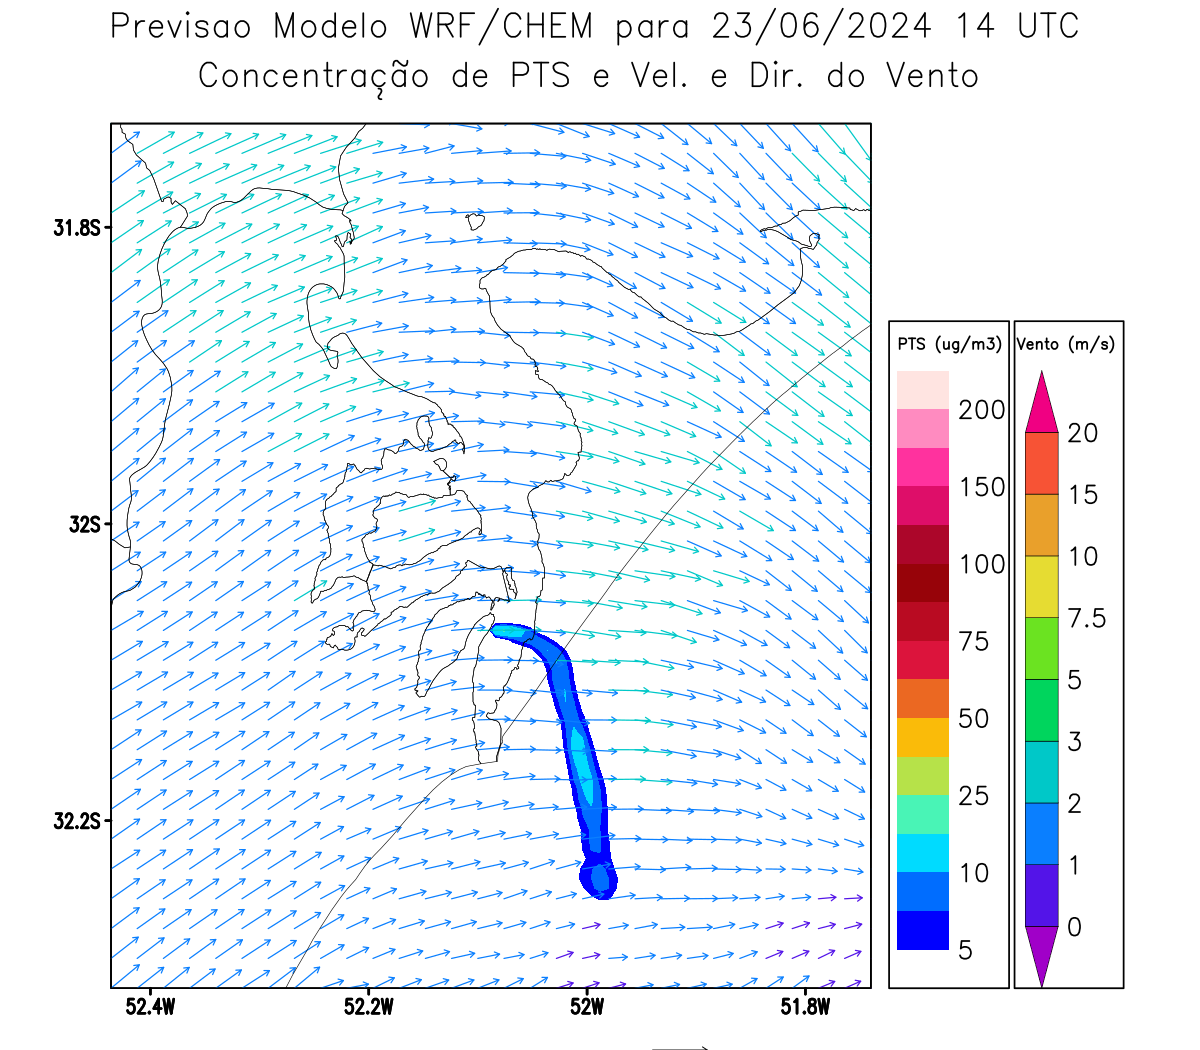 Previsao Modelo WRF/CHEM para 23/06/2024 14 UTC
Concentração de PTS e Vel. e Dir. do Vento
31.8S
32S
32.2S
52.4W 52.2W 52W 51.8W
PTS (ug/m3)
200
150
100
75
50
25
10
5
Vento (m/s)
20
15
10
7.5
5
3
2
1
0